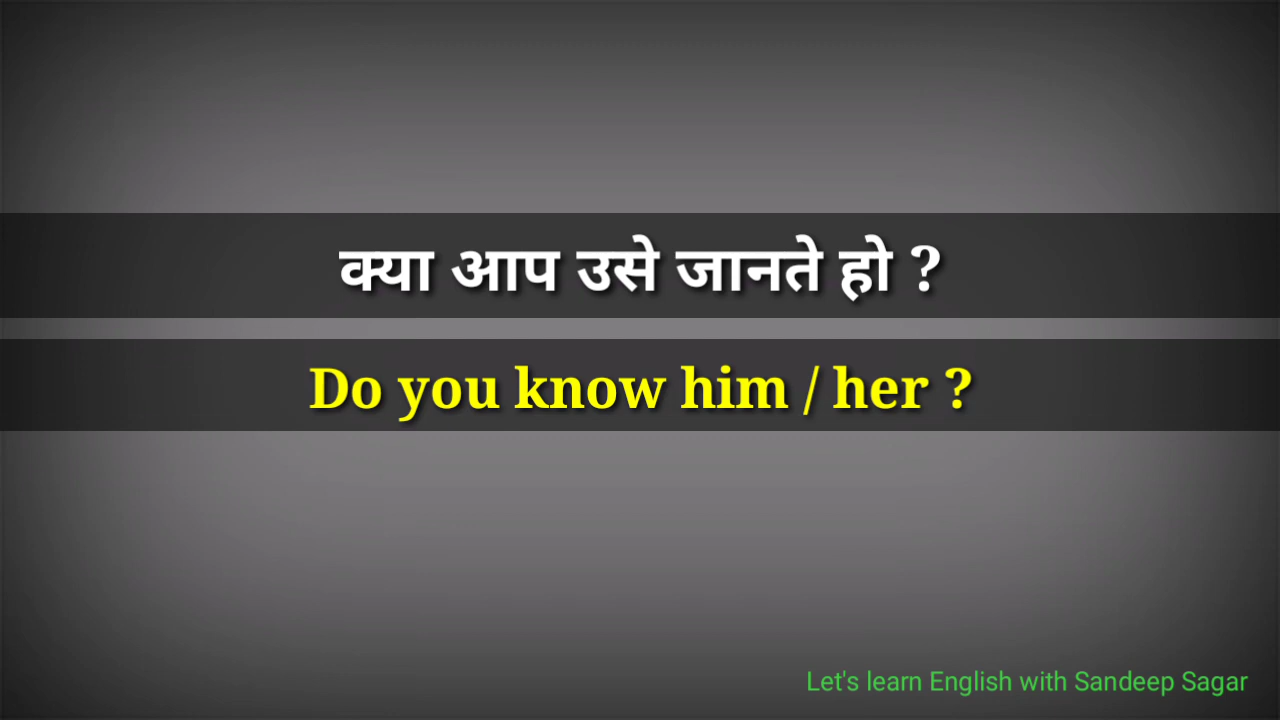 क्या आप उसे जानते हो ?
Do you know him / her ?
Let's learn English with Sandeep Sagar